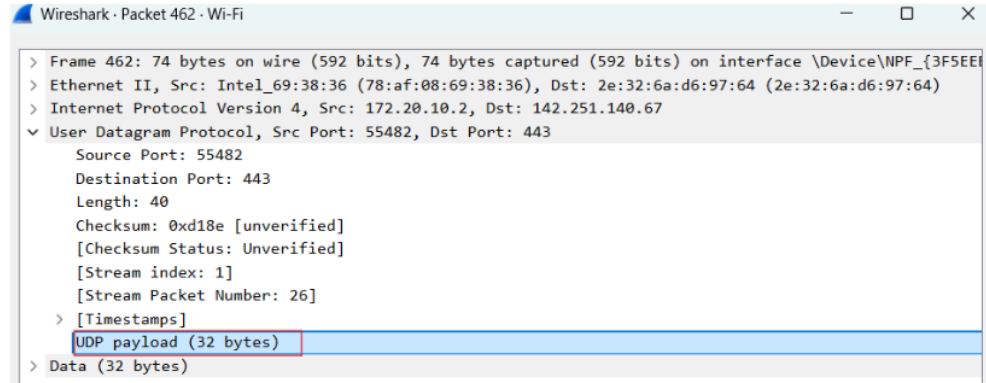 Wireshark · Packet 462 · Wi-Fi
Frame 462: 74 bytes on wire (592 bits), 74 bytes captured (592 bits) on interface \Device\NPF_{3F5EE
Ethernet II, Src: Intel_69:38:36 (78:af:08:69:38:36), Dst: 2e:32:6a:d6:97:64 (2e:32:6a:d6:97:64)
Internet Protocol Version 4, Src: 172.20.10.2, Dst: 142.251.140.67
User Datagram Protocol, Src Port: 55482, Dst Port: 443
Source Port: 55482
Destination Port: 443
Length: 40
Checksum: 0xd18e [unverified]
[Checksum Status: Unverified]
[Stream index: 1]
[Stream Packet Number: 26]
[Timestamps]
UDP payload (32 bytes)
Data (32 bytes)